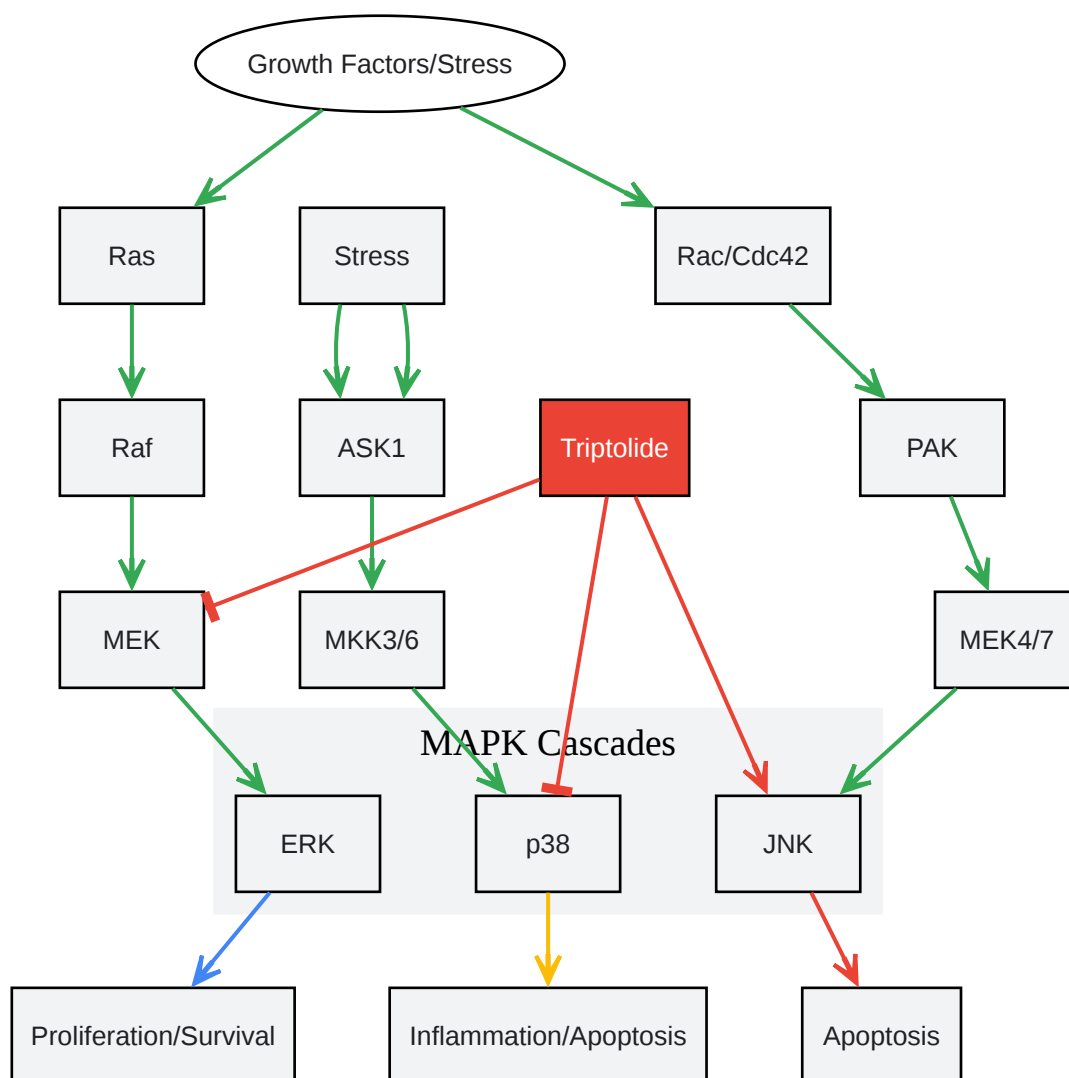 Growth Factors/Stress
Ras
Stress
Rac/Cdc42
Raf
ASK1
Triptolide
PAK
MEK
MKK3/6
MEK4/7
MAPK Cascades
ERK
p38
JNK
Proliferation/Survival
Inflammation/Apoptosis
Apoptosis